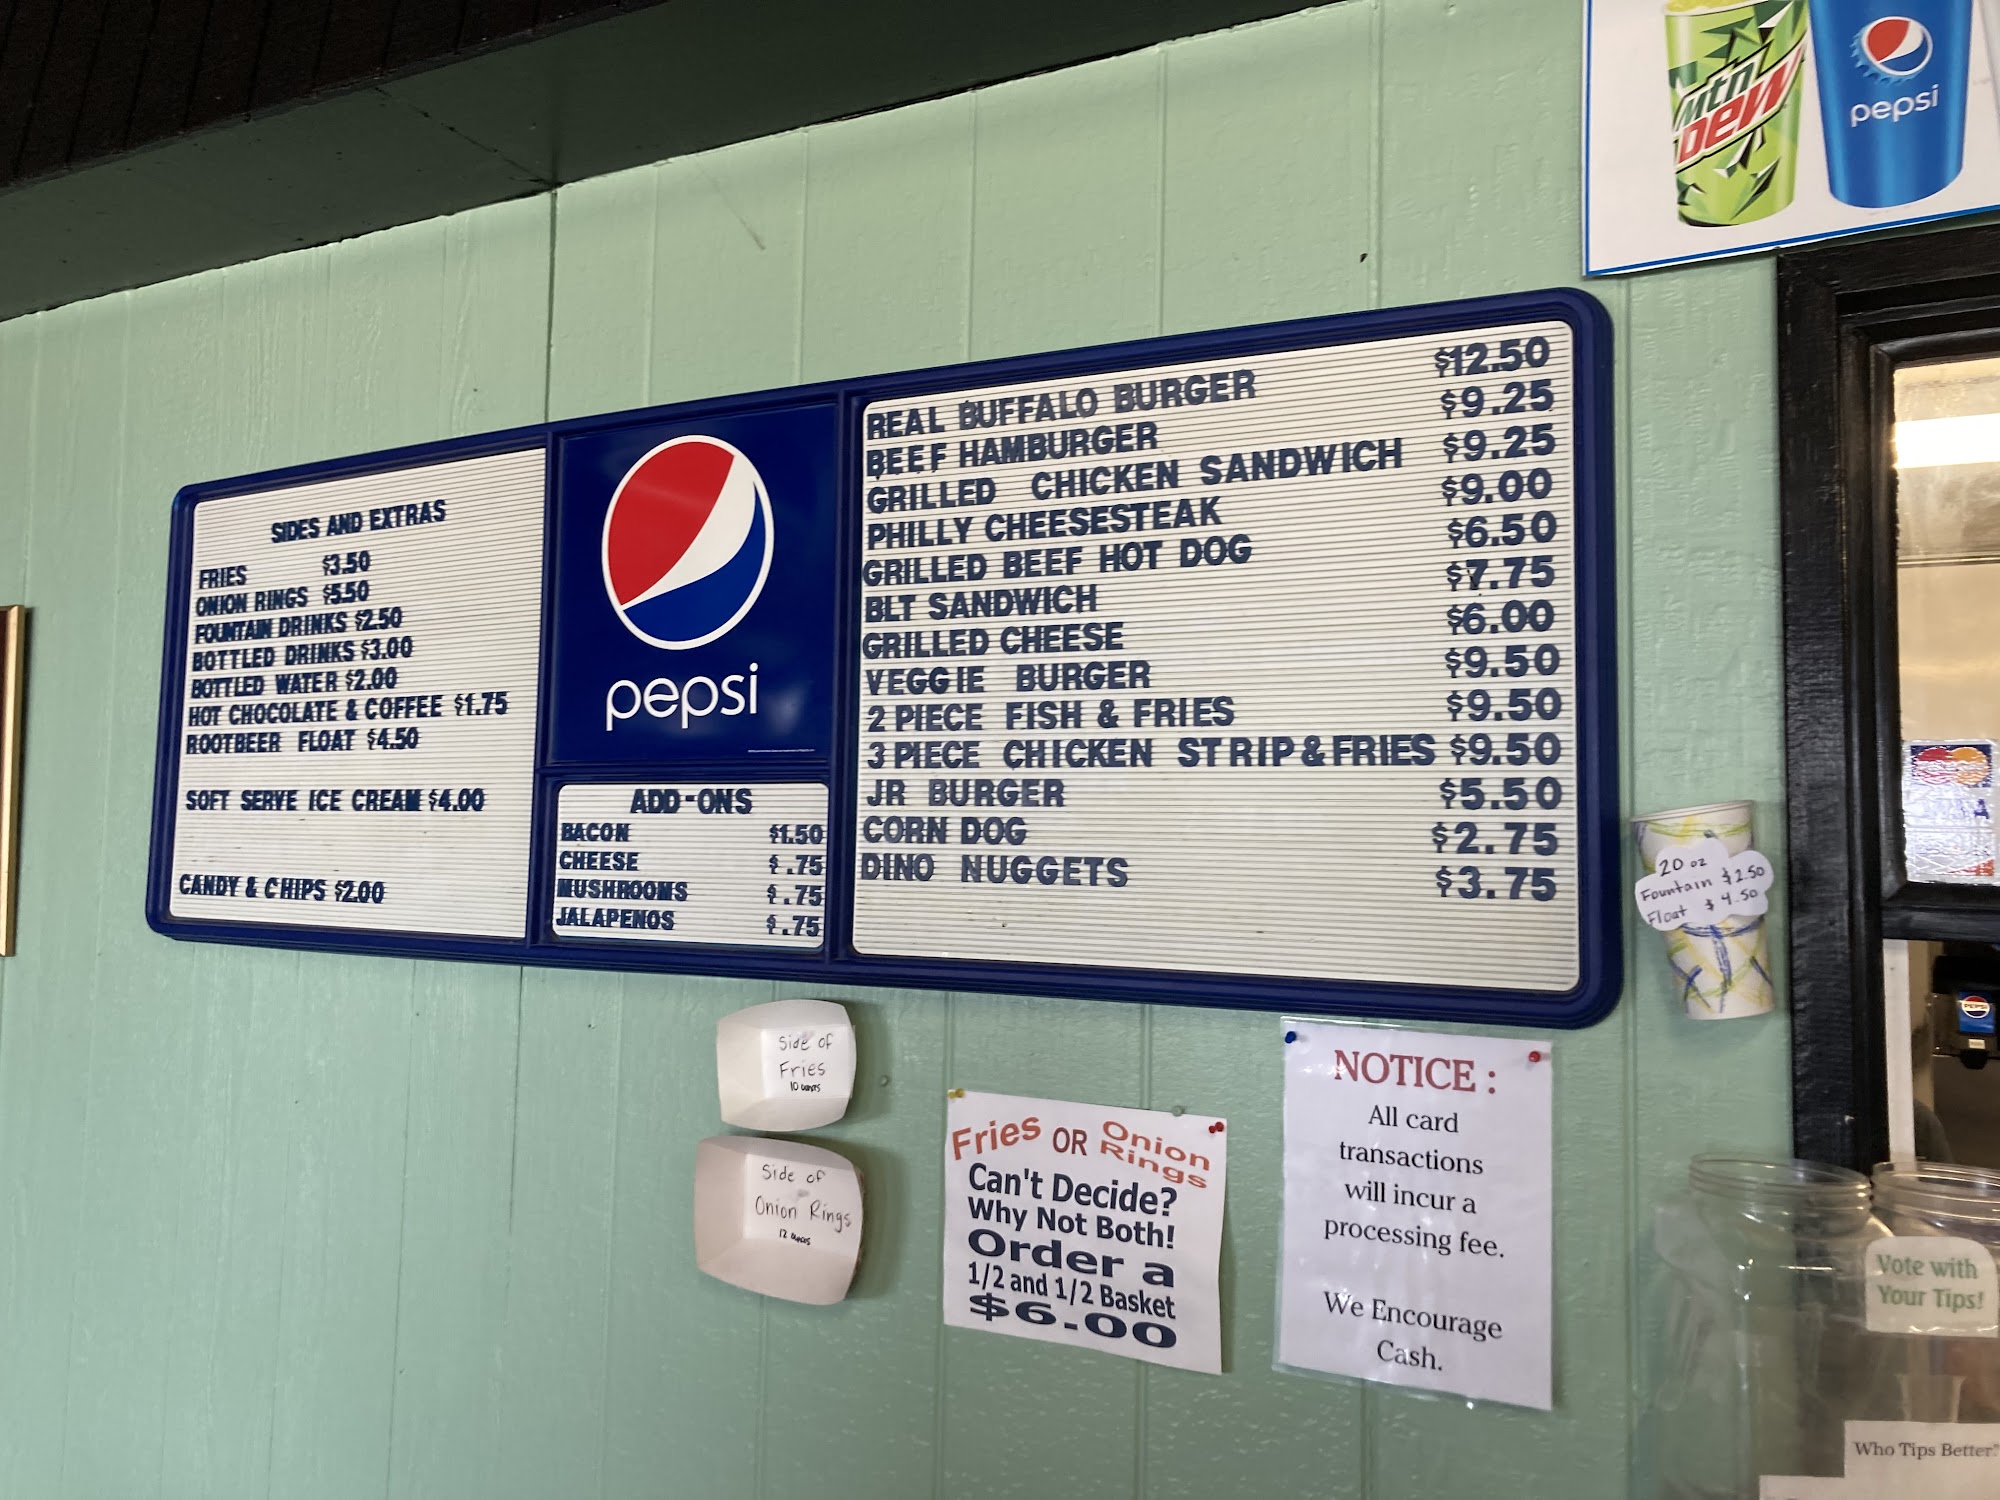 mtn
DEW
pepsi
SIDES AND EXTRAS
FRIES $3.50
ONION RINGS $5.50
FOUNTAIN DRINKS $2.50
BOTTLED DRINKS $3.00
BOTTLED WATER $2.00
HOT CHOCOLATE & COFFEE $1.75
ROOTBEER FLOAT $4.50
SOFT SERVE ICE CREAM $4.00
CANDY & CHIPS $2.00
pepsi
ADD-ONS
BACON $1.50
CHEESE $.75
MUSHROOMS $.75
JALAPENOS $.75
REAL BUFFALO BURGER $12.50
BEEF HAMBURGER $9.25
GRILLED CHICKEN SANDWICH $9.25
PHILLY CHEESESTEAK $9.00
GRILLED BEEF HOT DOG $6.50
BLT SANDWICH $7.75
GRILLED CHEESE $6.00
VEGGIE BURGER $9.50
2 PIECE FISH & FRIES $9.50
3 PIECE CHICKEN STRIP & FRIES $9.50
JR BURGER $5.50
CORN DOG $2.75
DINO NUGGETS $3.75
20 oz
Fountain $2.50
Float $4.50
Side of
Fries
10 ounces
Side of
Onion Rings
12 ounces
Fries OR Onion Rings
Can't Decide?
Why Not Both!
Order a
1/2 and 1/2 Basket
$6.00
NOTICE :
All card
transactions
will incur a
processing fee.
We Encourage
Cash.
PEPSI
Vote with
Your Tips!
Who Tips Better?